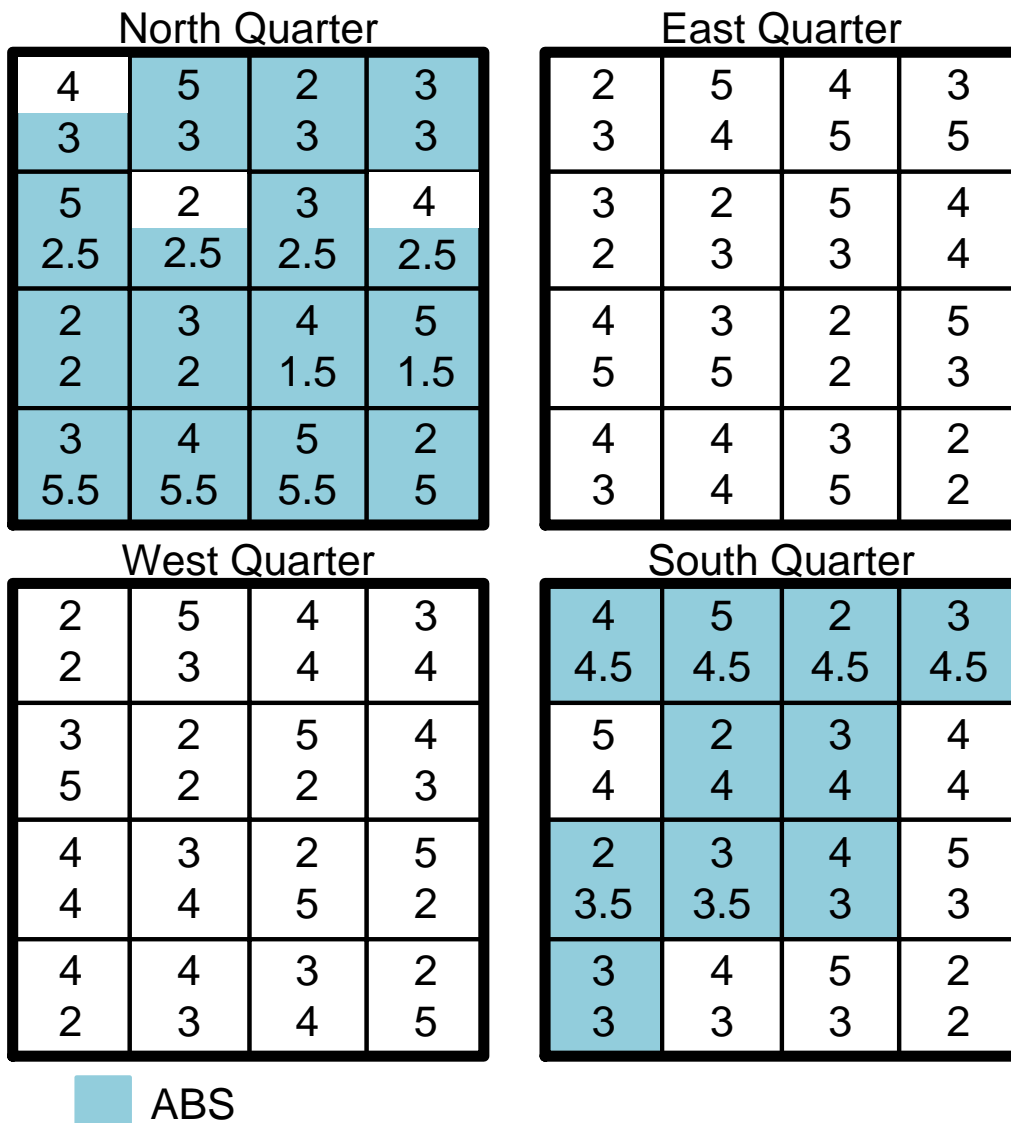 North Quarter
4 5 2 3
3 3 3 3
5 2 3 4
2.5 2.5 2.5 2.5
2 3 4 5
2 2 1.5 1.5
3 4 5 2
5.5 5.5 5.5 5
East Quarter
2 5 4 3
3 4 5 5
3 2 5 4
2 3 3 4
4 3 2 5
5 5 2 3
4 4 3 2
3 4 5 2
West Quarter
2 5 4 3
2 3 4 4
3 2 5 4
5 2 2 3
4 3 2 5
4 4 5 2
4 4 3 2
2 3 4 5
South Quarter
4 5 2 3
4.5 4.5 4.5 4.5
5 2 3 4
4 4 4 4
2 3 4 5
3.5 3.5 3 3
3 4 5 2
3 3 3 2
ABS